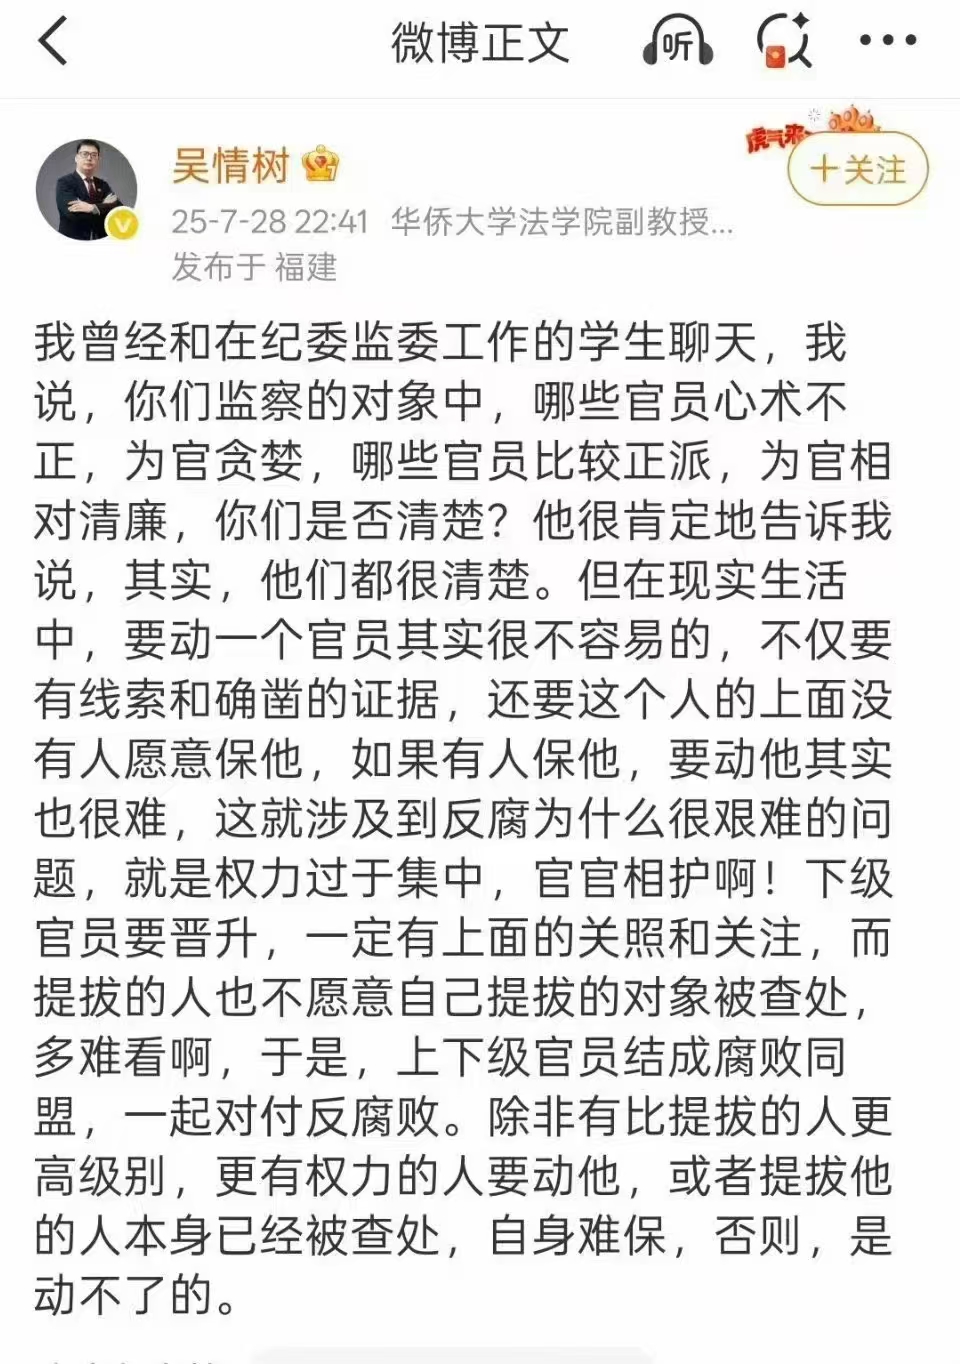 微博正文
听
虎气来
吴情树
+关注
25-7-28 22:41 华侨大学法学院副教授...
发布于 福建
我曾经和在纪委监委工作的学生聊天，我
说，你们监察的对象中，哪些官员心术不
正，为官贪婪，哪些官员比较正派，为官相
对清廉，你们是否清楚？他很肯定地告诉我
说，其实，他们都很清楚。但在现实生活
中，要动一个官员其实很不容易的，不仅要
有线索和确凿的证据，还要这个人的上面没
有人愿意保他，如果有人保他，要动他其实
也很难，这就涉及到反腐为什么很艰难的问
题，就是权力过于集中，官官相护啊！下级
官员要晋升，一定有上面的关照和关注，而
提拔的人也不愿意自己提拔的对象被查处，
多难看啊，于是，上下级官员结成腐败同
盟，一起对付反腐败。除非有比提拔的人更
高级别，更有权力的人要动他，或者提拔他
的人本身已经被查处，自身难保，否则，是
动不了的。